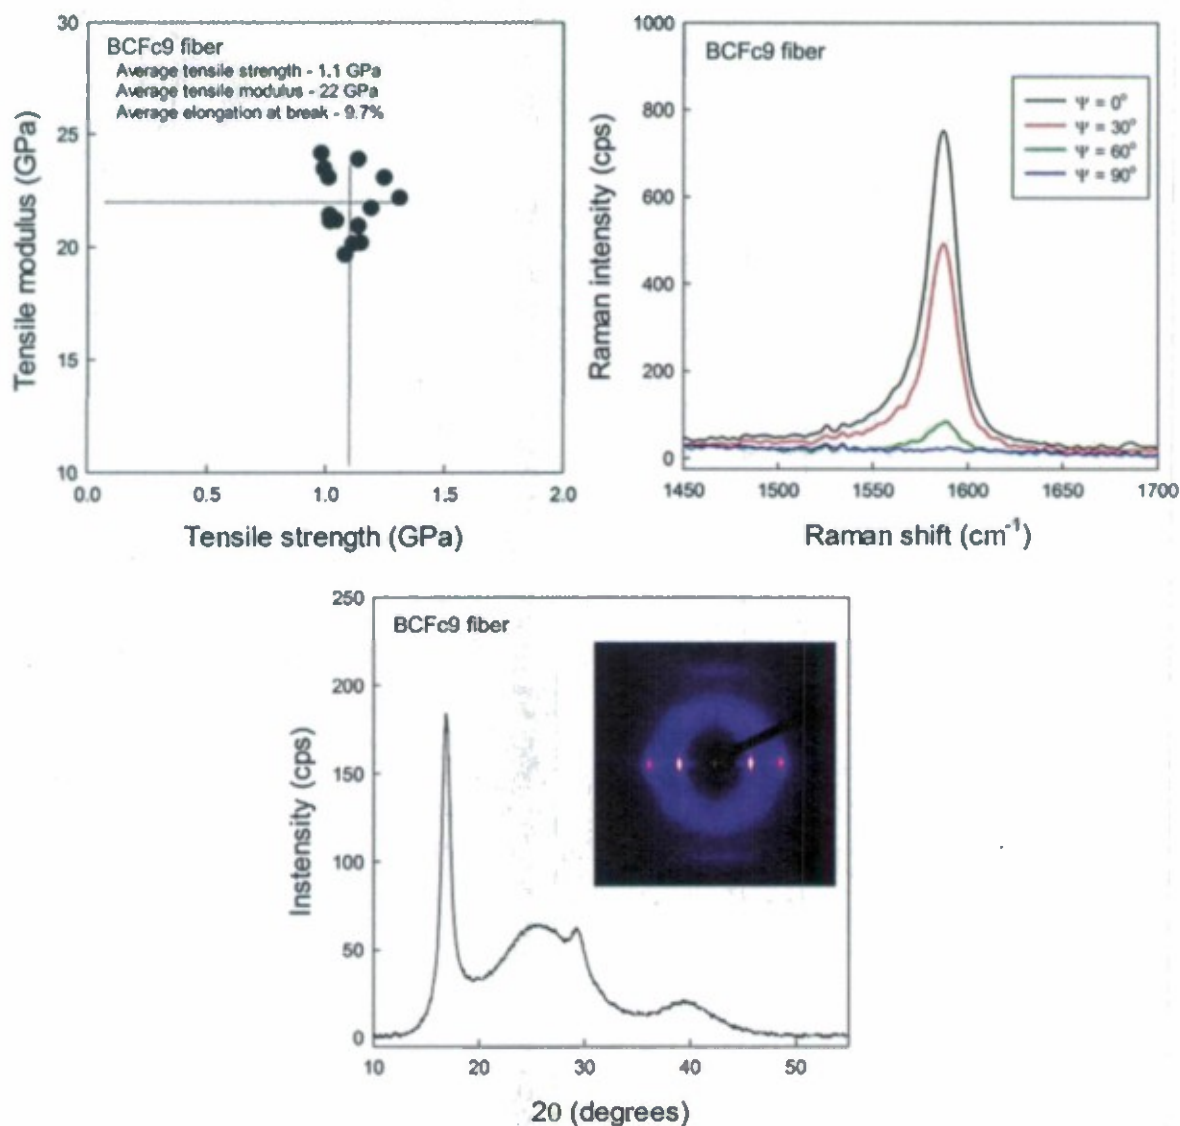 30
25
20
15
10
Tensile modulus (GPa)
BCFc9 fiber
Average tensile strength - 1.1 GPa
Average tensile modulus - 22 GPa
Average elongation at break - 9.7%
0.0 0.5 1.0 1.5 2.0
Tensile strength (GPa)
1000
800
600
400
200
0
Raman intensity (cps)
BCFc9 fiber
Ψ = 0°
Ψ = 30°
Ψ = 60°
Ψ = 90°
1450 1500 1550 1600 1650 1700
Raman shift (cm⁻¹)
250
200
150
100
50
0
Instensity (cps)
BCFc9 fiber
10 20 30 40 50
2θ (degrees)